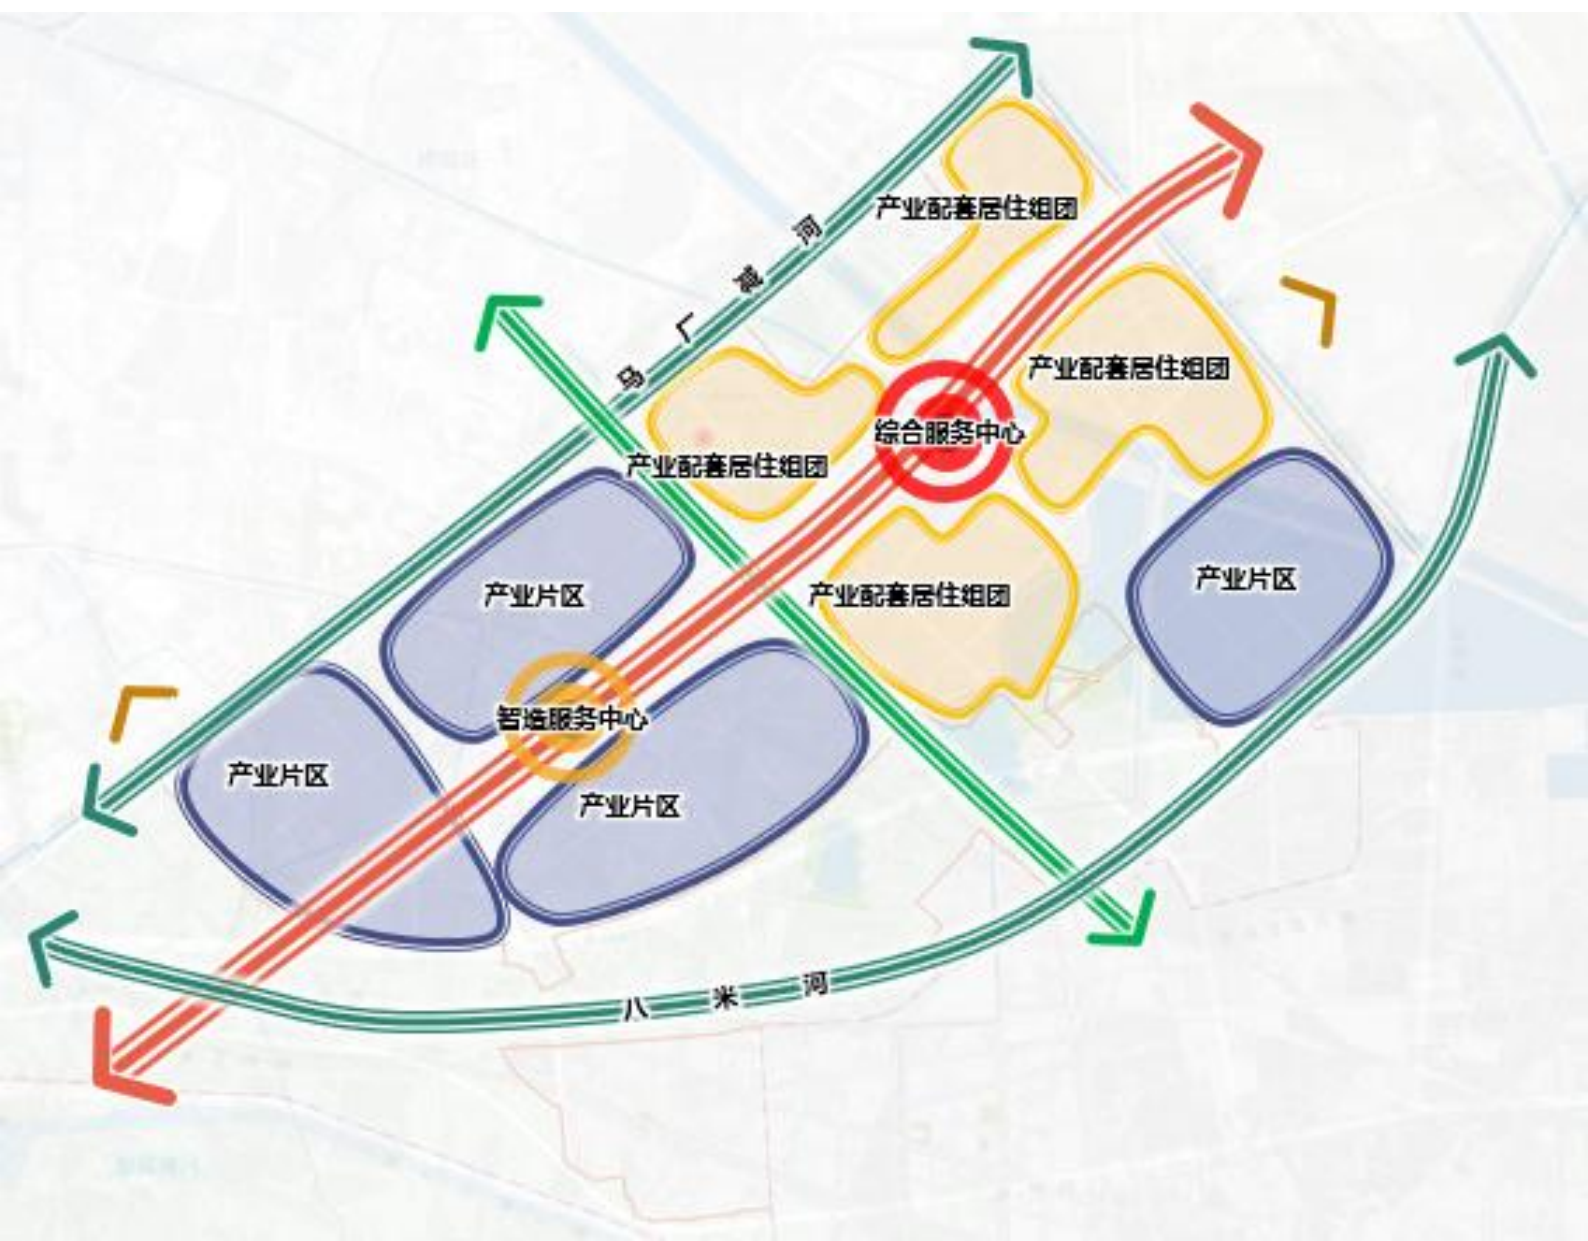 产业配套居住组团
马厂减河
产业配套居住组团
综合服务中心
产业配套居住组团
产业片区
产业片区
产业配套居住组团
智造服务中心
产业片区
产业片区
八米河